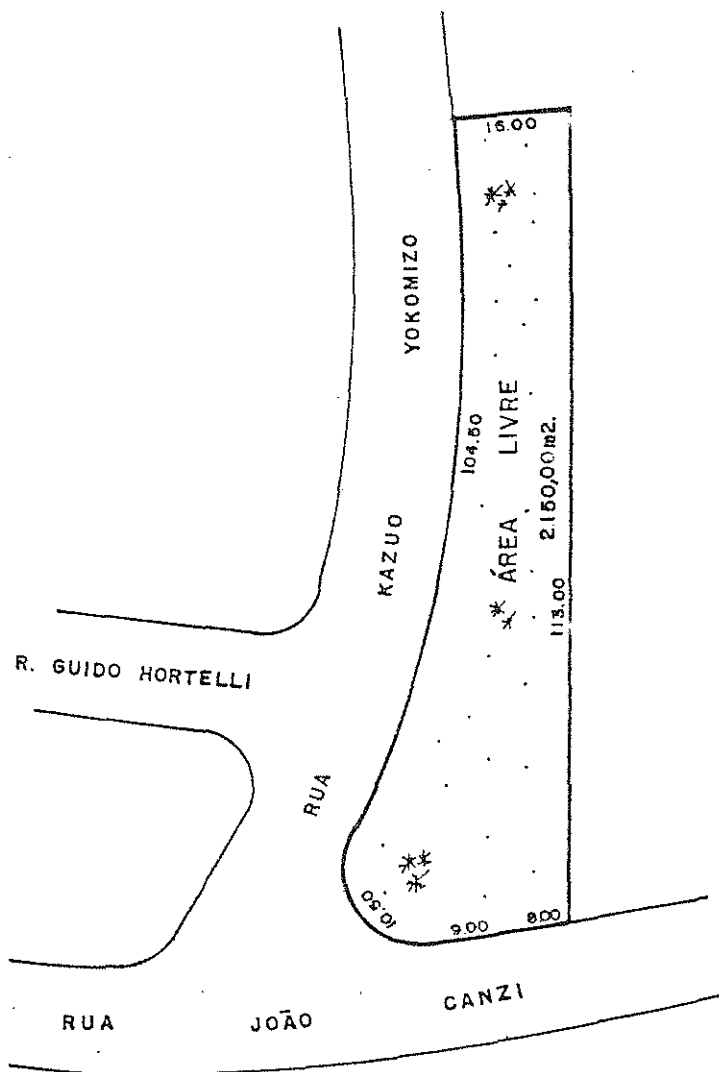 16.00
YOKOMIZO
104.50
ÁREA LIVRE
2.150,00m2.
113.00
KAZUO
R. GUIDO HORTELLI
RUA
10.50
9.00
8.00
RUA JOÃO CANZI